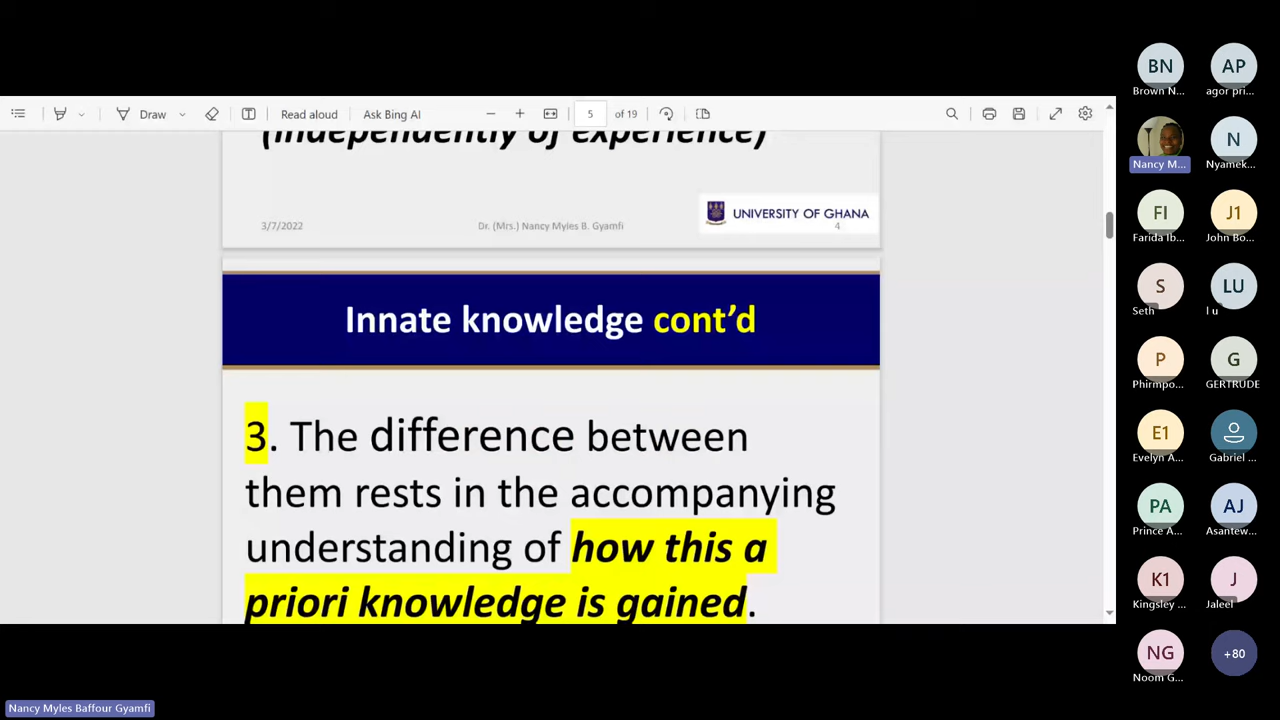 BN
AP
Brown N...
agor pri...
Draw
Read aloud
Ask Bing AI
5
of 19
(independently of experience)
N
Nancy M...
Nyamek...
3/7/2022
Dr. (Mrs.) Nancy Myles B. Gyamfi
UNIVERSITY OF GHANA
4
FI
J1
Farida Ib...
John Bo...
Innate knowledge cont’d
S
LU
Seth
I u
3. The difference between
them rests in the accompanying
understanding of how this a
priori knowledge is gained.
P
G
Phirmpo...
GERTRUDE
E1
Evelyn A...
Gabriel ...
PA
AJ
Prince A...
Asantew...
K1
J
Kingsley ...
Jaleel
NG
+80
Noom G...
Nancy Myles Baffour Gyamfi